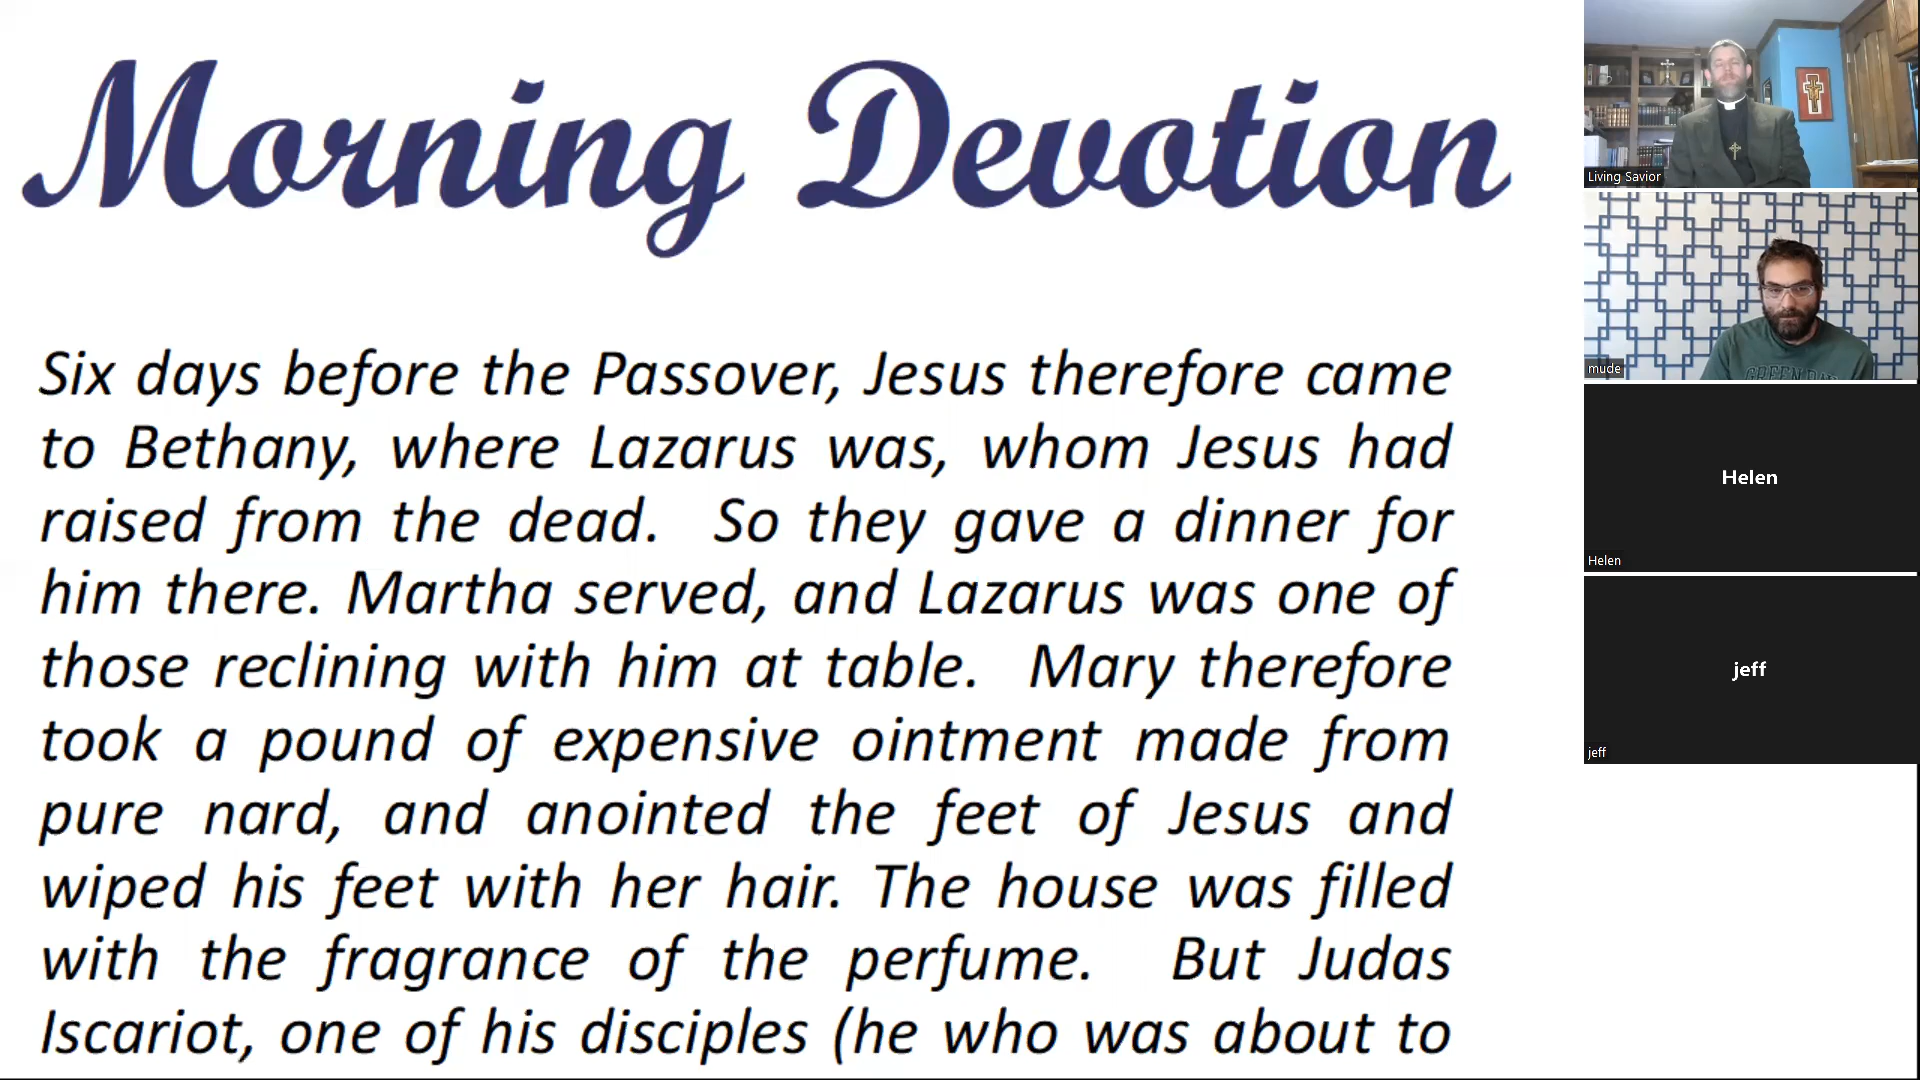 Morning Devotion
Six days before the Passover, Jesus therefore came
to Bethany, where Lazarus was, whom Jesus had
raised from the dead. So they gave a dinner for
him there. Martha served, and Lazarus was one of
those reclining with him at table. Mary therefore
took a pound of expensive ointment made from
pure nard, and anointed the feet of Jesus and
wiped his feet with her hair. The house was filled
with the fragrance of the perfume. But Judas
Iscariot, one of his disciples (he who was about to
Living Savior
GREEN BAY
mude
Helen
Helen
jeff
jeff